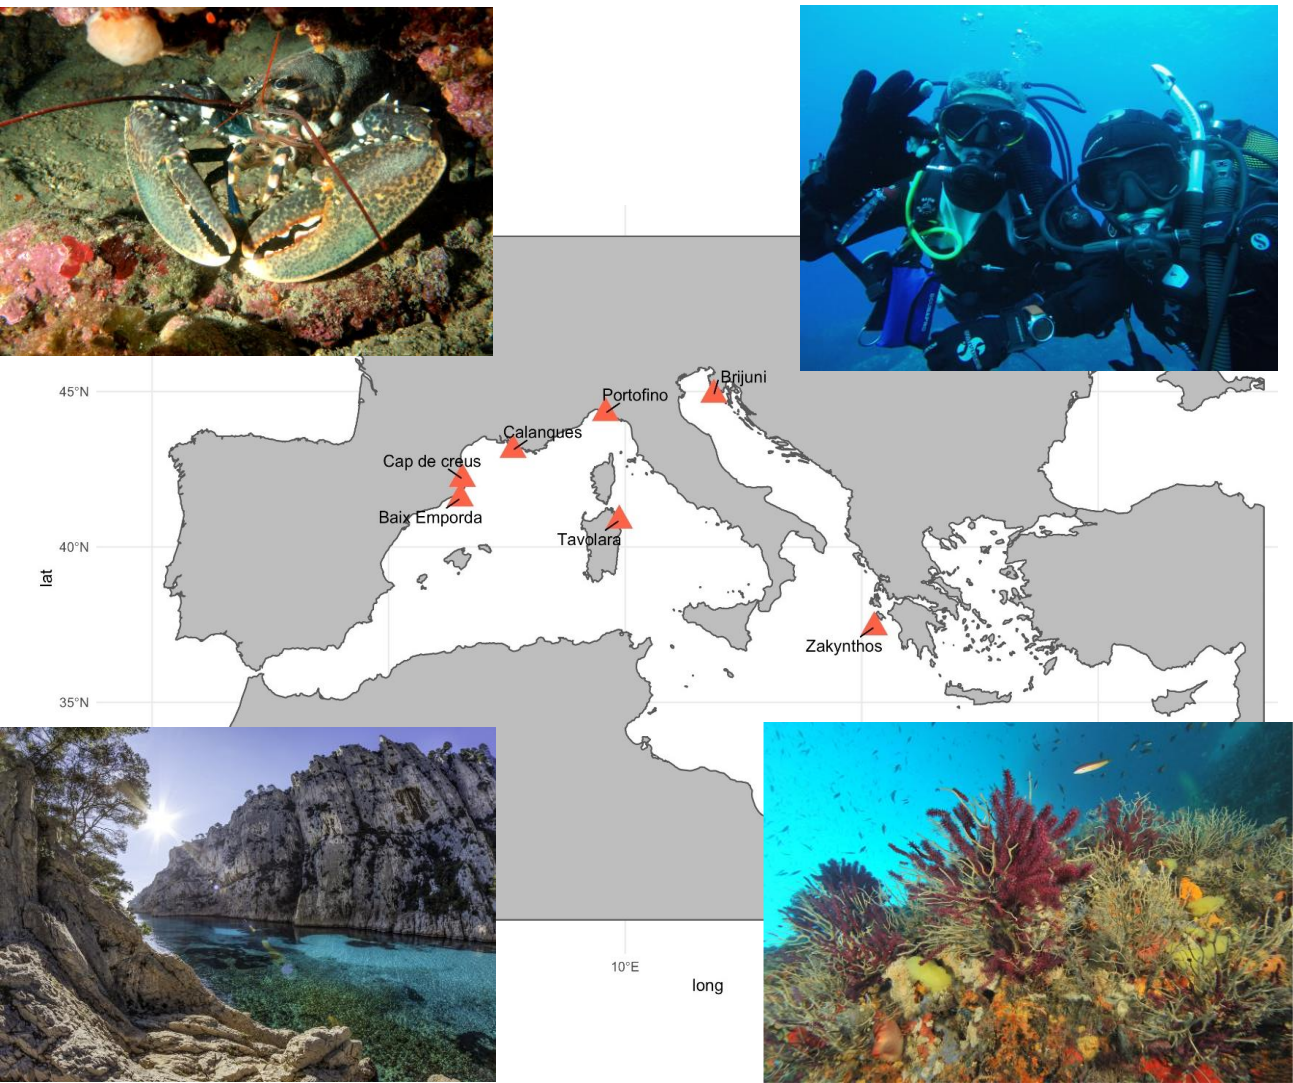 45°N
Brijuni
Portofino
Calanques
Cap de creus
Baix Emporda
Tavolara
40°N
lat
Zakynthos
35°N
10°E
long